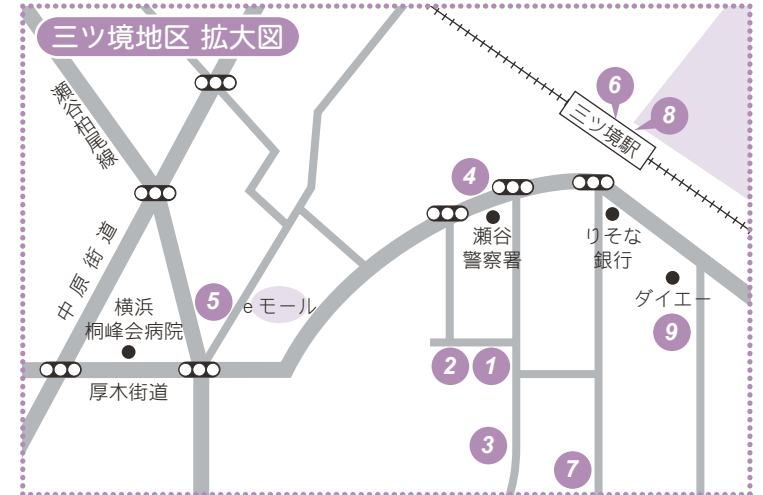 三ツ境地区 拡大図
瀬谷柏尾線
中原街道
横浜
桐峰会病院
厚木街道
5
eモール
4
瀬谷
警察署
6
8
三ツ境駅
りそな
銀行
ダイエー
9
2
1
3
7